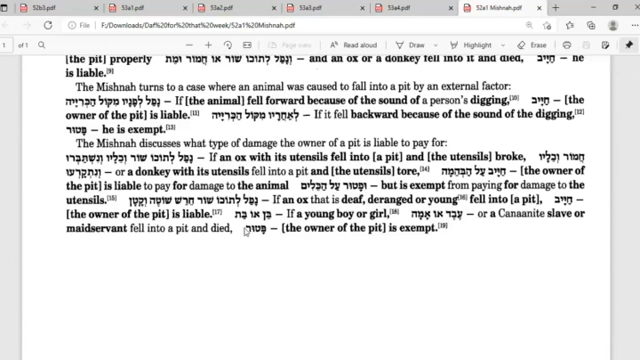 52b3.pdf 53a1.pdf 53a2.pdf 53a3.pdf 53a4.pdf 52a1 Mishnah.pdf
File F:/Downloads/Daf%20for%20that%20week/52a1%20Mishnah.pdf
1 of 1 Page view Read aloud Draw Highlight Erase
[the pit] properly וְנָפַל לְתוֹכוֹ שׁוֹר אוֹ חֲמוֹר וּמֵת – and an ox or a donkey fell into it and died, חַיָּיב – he
is liable.[9]
The Mishnah turns to a case where an animal was caused to fall into a pit by an external factor:
נָפַל לְפָנָיו מִקּוֹל הַכְּרִיָּיה – If [the animal] fell forward because of the sound of a person's digging,[10] חַיָּיב – [the
owner of the pit] is liable.[11] לְאַחֲרָיו מִקּוֹל הַכְּרִיָּיה – If it fell backward because of the sound of the digging,[12]
פָּטוּר – he is exempt.[13]
The Mishnah discusses what type of damage the owner of a pit is liable to pay for:
נָפַל לְתוֹכוֹ שׁוֹר וְכֵלָיו וְנִשְׁתַּבְּרוּ – If an ox with its utensils fell into [a pit] and [the utensils] broke, חֲמוֹר וְכֵלָיו
וְנִתְקָרְעוּ – or a donkey with its utensils fell into a pit and [the utensils] tore,[14] חַיָּיב עַל הַבְּהֵמָה – [the owner of
the pit] is liable to pay for damage to the animal וּפָטוּר עַל הַכֵּלִים – but is exempt from paying for damage to the
utensils.[15] נָפַל לְתוֹכוֹ שׁוֹר חֵרֵשׁ שׁוֹטֶה וְקָטָן – If an ox that is deaf, deranged or young[16] fell into [a pit], חַיָּיב
– [the owner of the pit] is liable.[17] בֵּן אוֹ בַּת – If a young boy or girl,[18] עֶבֶד אוֹ אָמָה – or a Canaanite slave or
maidservant fell into a pit and died, פָּטוּר – [the owner of the pit] is exempt.[19]